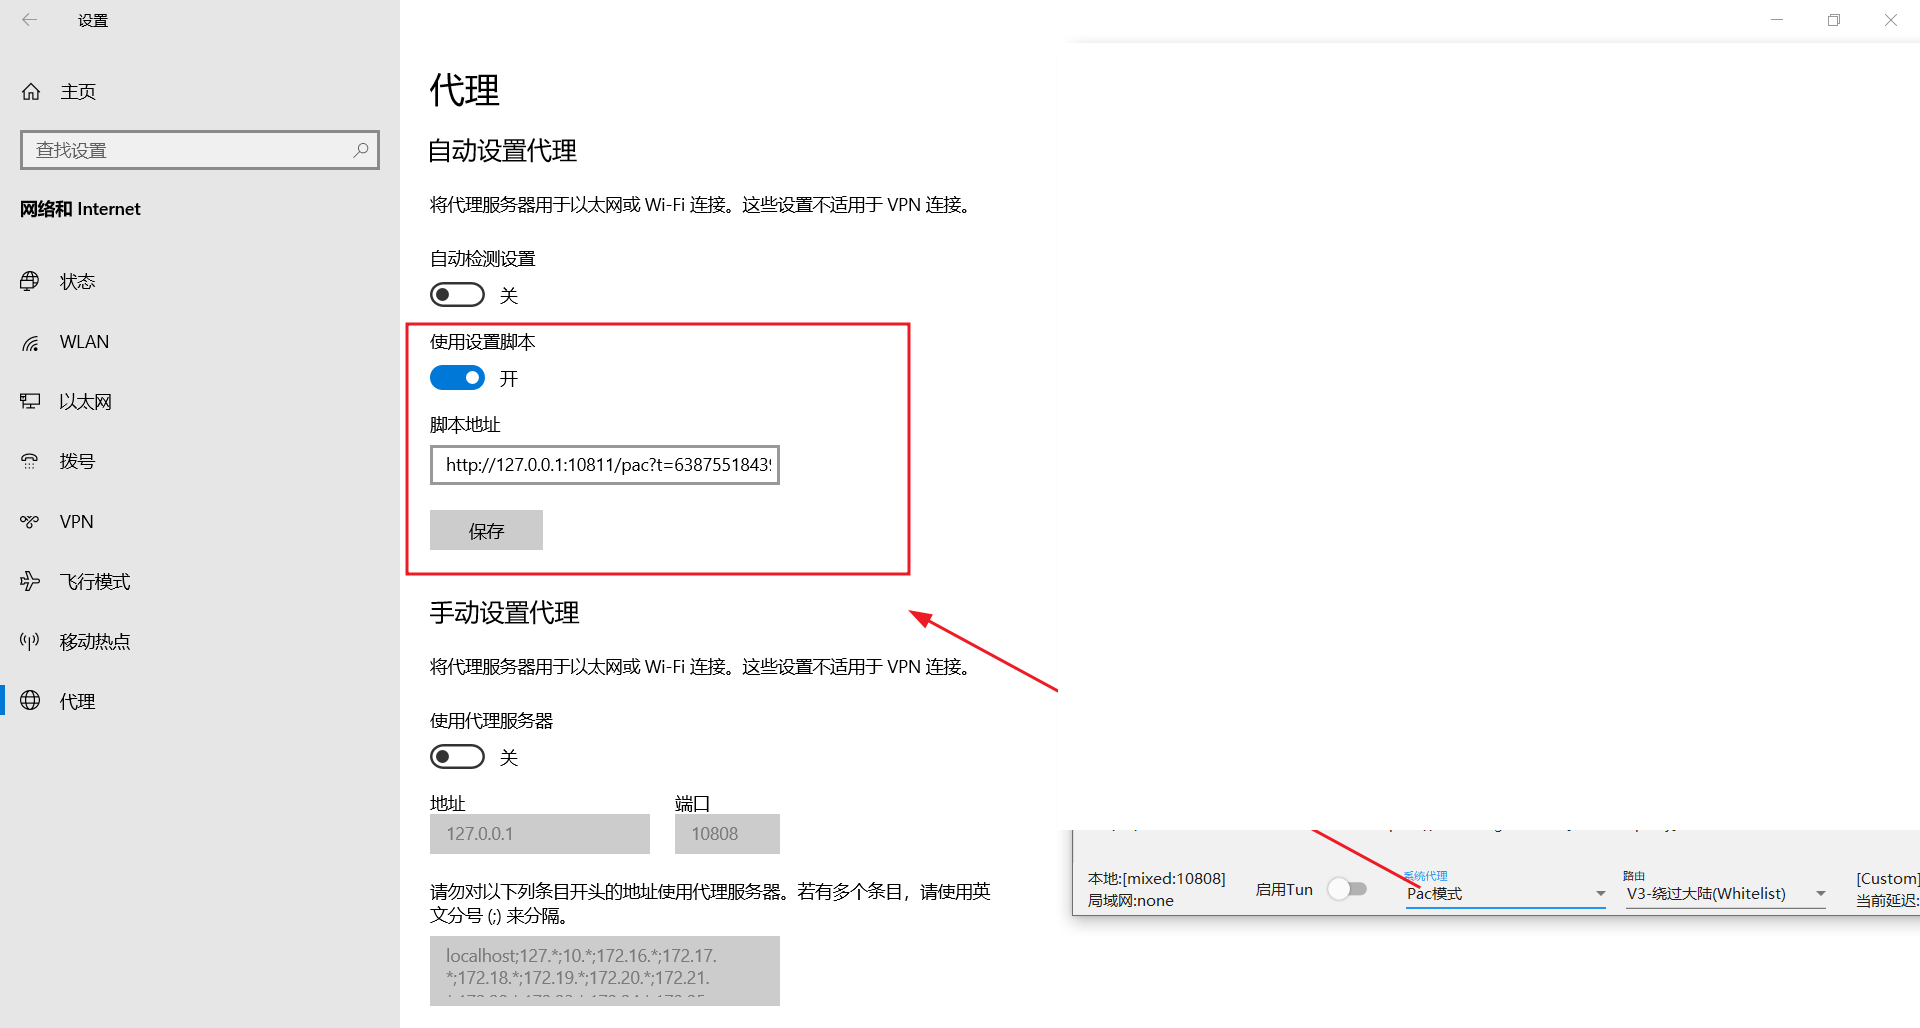 设置
主页
查找设置
网络和 Internet
状态
WLAN
以太网
拨号
VPN
飞行模式
移动热点
代理
代理
自动设置代理
将代理服务器用于以太网或 Wi-Fi 连接。这些设置不适用于 VPN 连接。
自动检测设置
关
使用设置脚本
开
脚本地址
http://127.0.0.1:10811/pac?t=63875518439
保存
手动设置代理
将代理服务器用于以太网或 Wi-Fi 连接。这些设置不适用于 VPN 连接。
使用代理服务器
关
地址
端口
127.0.0.1
10808
请勿对以下列条目开头的地址使用代理服务器。若有多个条目，请使用英
文分号 (;) 来分隔。
localhost;127.*;10.*;172.16.*;172.17.
*;172.18.*;172.19.*;172.20.*;172.21.
本地:[mixed:10808]
局域网:none
启用Tun
系统代理
Pac模式
路由
V3-绕过大陆(Whitelist)
[Custom]
当前延迟: